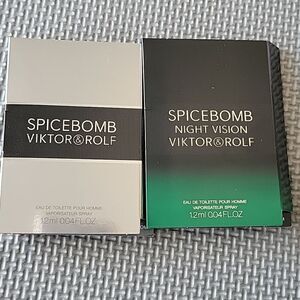 SPICEBOMB
VIKTOR&ROLF
EAU DE TOILETTE POUR HOMME
VAPORISATEUR SPRAY
1.2ml 0.04FL.OZ
SPICEBOMB
NIGHT VISION
VIKTOR&ROLF
EAU DE TOILETTE POUR HOMME
VAPORISATEUR SPRAY
1.2ml 0.04FL.OZ